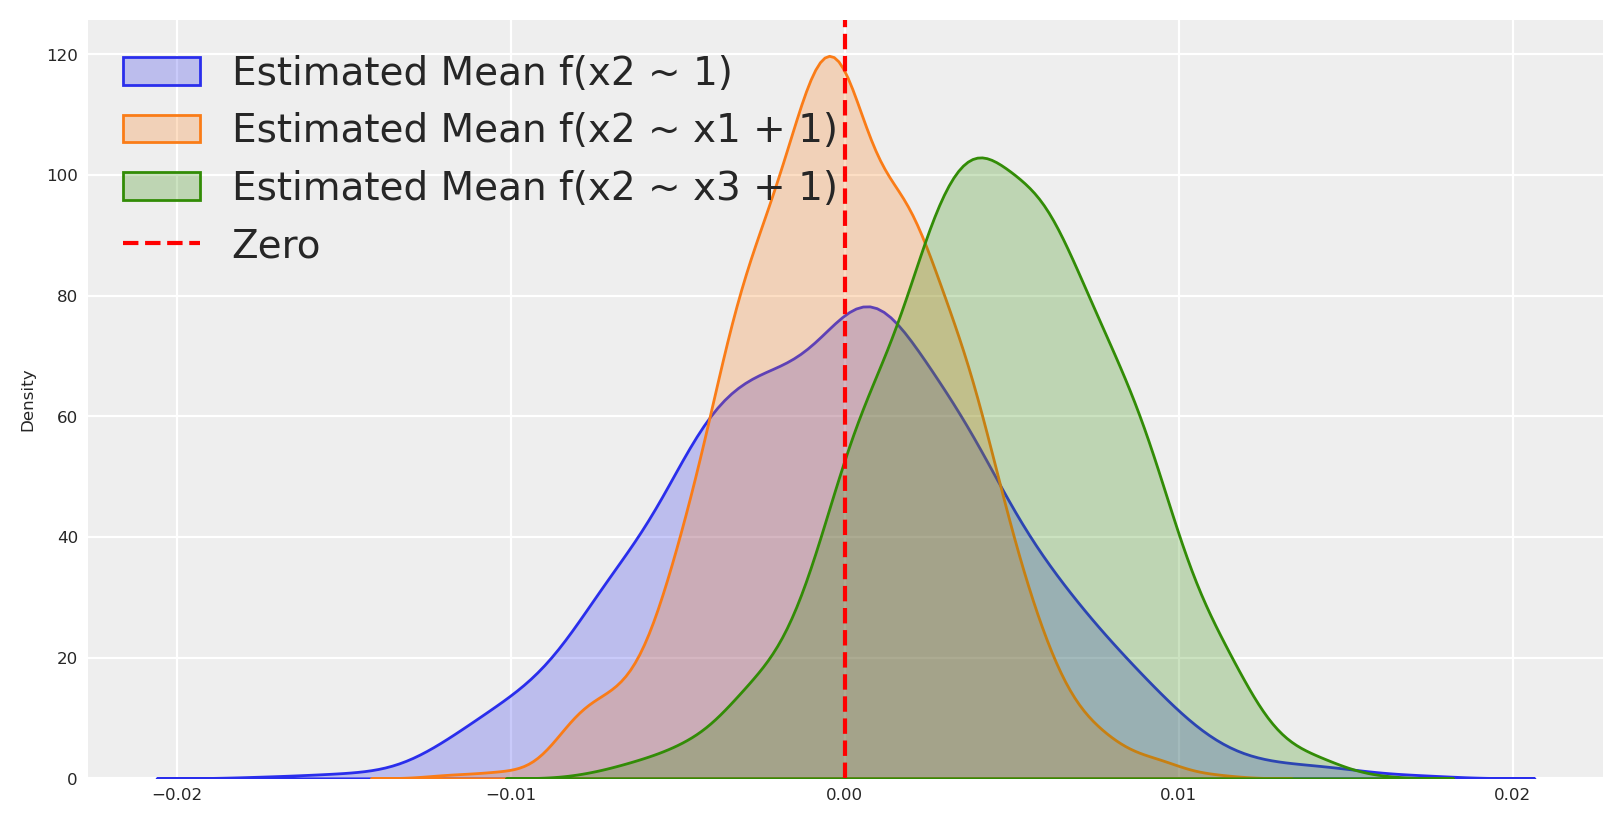 Estimated Mean f(x2 ~ 1)
Estimated Mean f(x2 ~ x1 + 1)
Estimated Mean f(x2 ~ x3 + 1)
Zero
120
100
80
60
40
20
0
Density
−0.02 −0.01 0.00 0.01 0.02